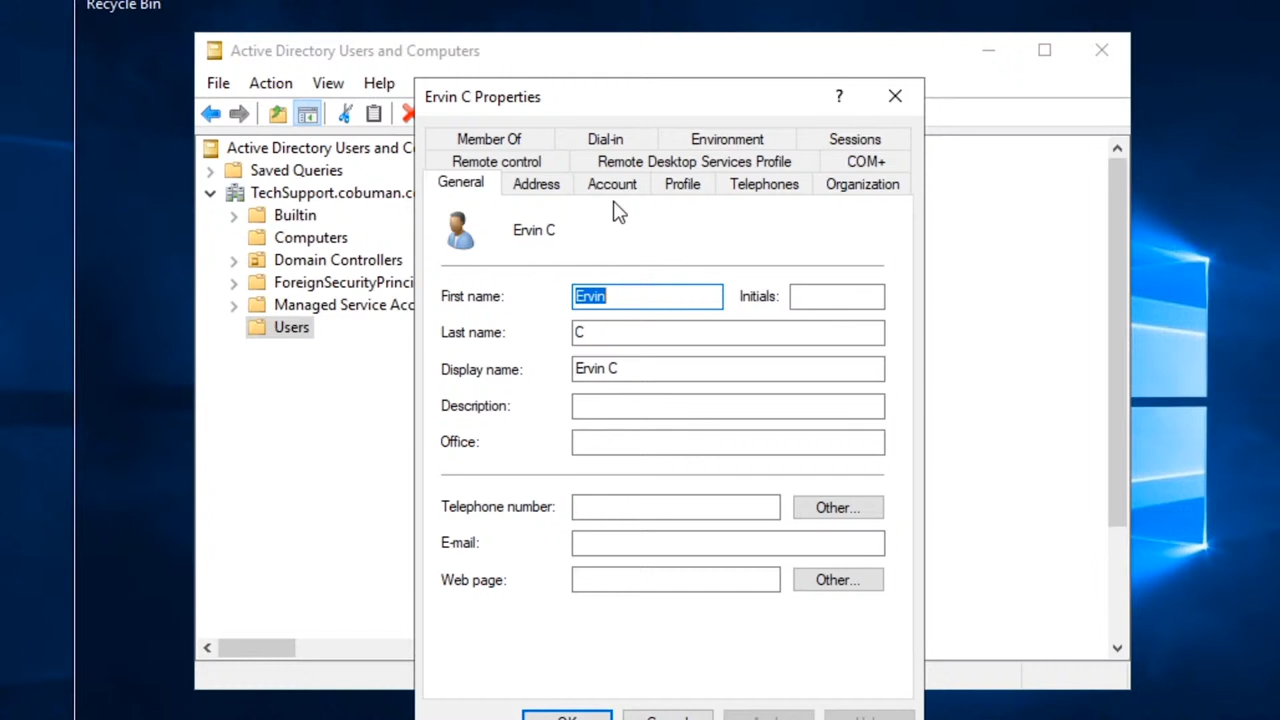 Recycle Bin
Active Directory Users and Computers
File Action View Help
Ervin C Properties
?
Member Of Dial-in Environment Sessions
Remote control Remote Desktop Services Profile COM+
General Address Account Profile Telephones Organization
Active Directory Users and Co
Saved Queries
TechSupport.cobuman.c
Builtin
Computers
Domain Controllers
ForeignSecurityPrinci
Managed Service Acc
Users
Ervin C
First name: Ervin Initials:
Last name: C
Display name: Ervin C
Description:
Office:
Telephone number: Other...
E-mail:
Web page: Other...
OK